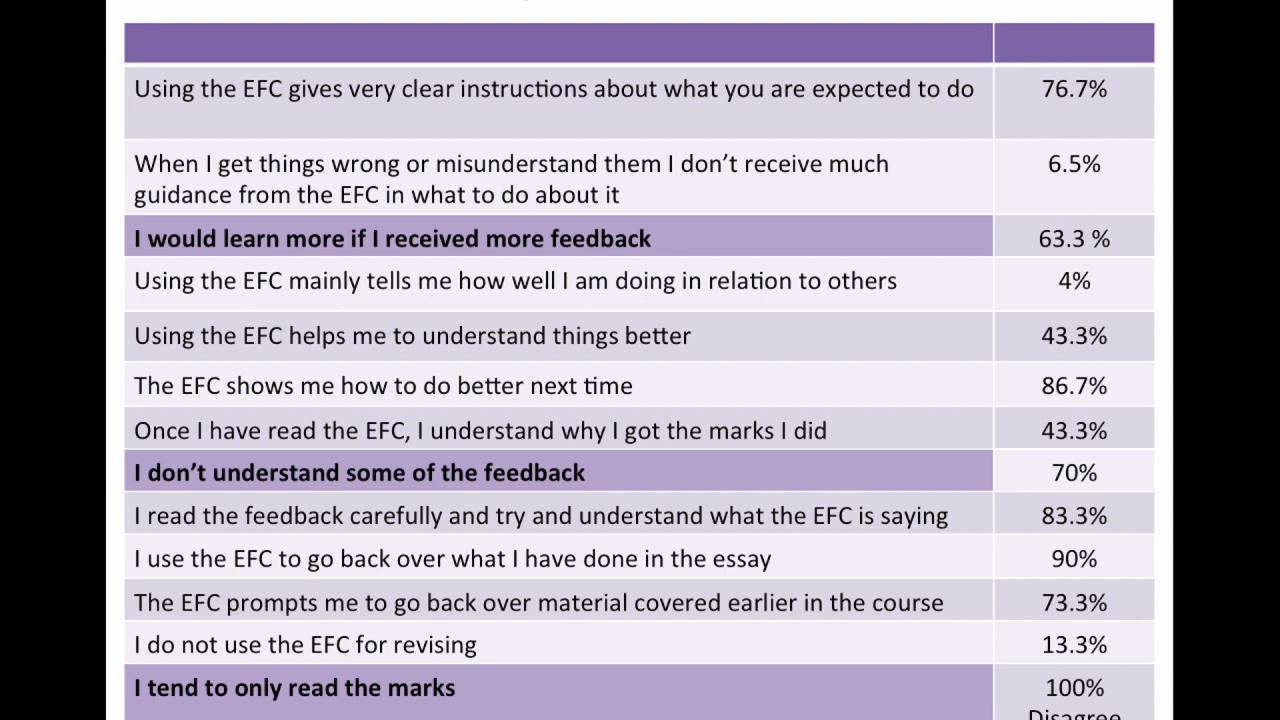 Using the EFC gives very clear instructions about what you are expected to do
76.7%
When I get things wrong or misunderstand them I don’t receive much
guidance from the EFC in what to do about it
6.5%
I would learn more if I received more feedback
63.3 %
Using the EFC mainly tells me how well I am doing in relation to others
4%
Using the EFC helps me to understand things better
43.3%
The EFC shows me how to do better next time
86.7%
Once I have read the EFC, I understand why I got the marks I did
43.3%
I don’t understand some of the feedback
70%
I read the feedback carefully and try and understand what the EFC is saying
83.3%
I use the EFC to go back over what I have done in the essay
90%
The EFC prompts me to go back over material covered earlier in the course
73.3%
I do not use the EFC for revising
13.3%
I tend to only read the marks
100%
Disagree